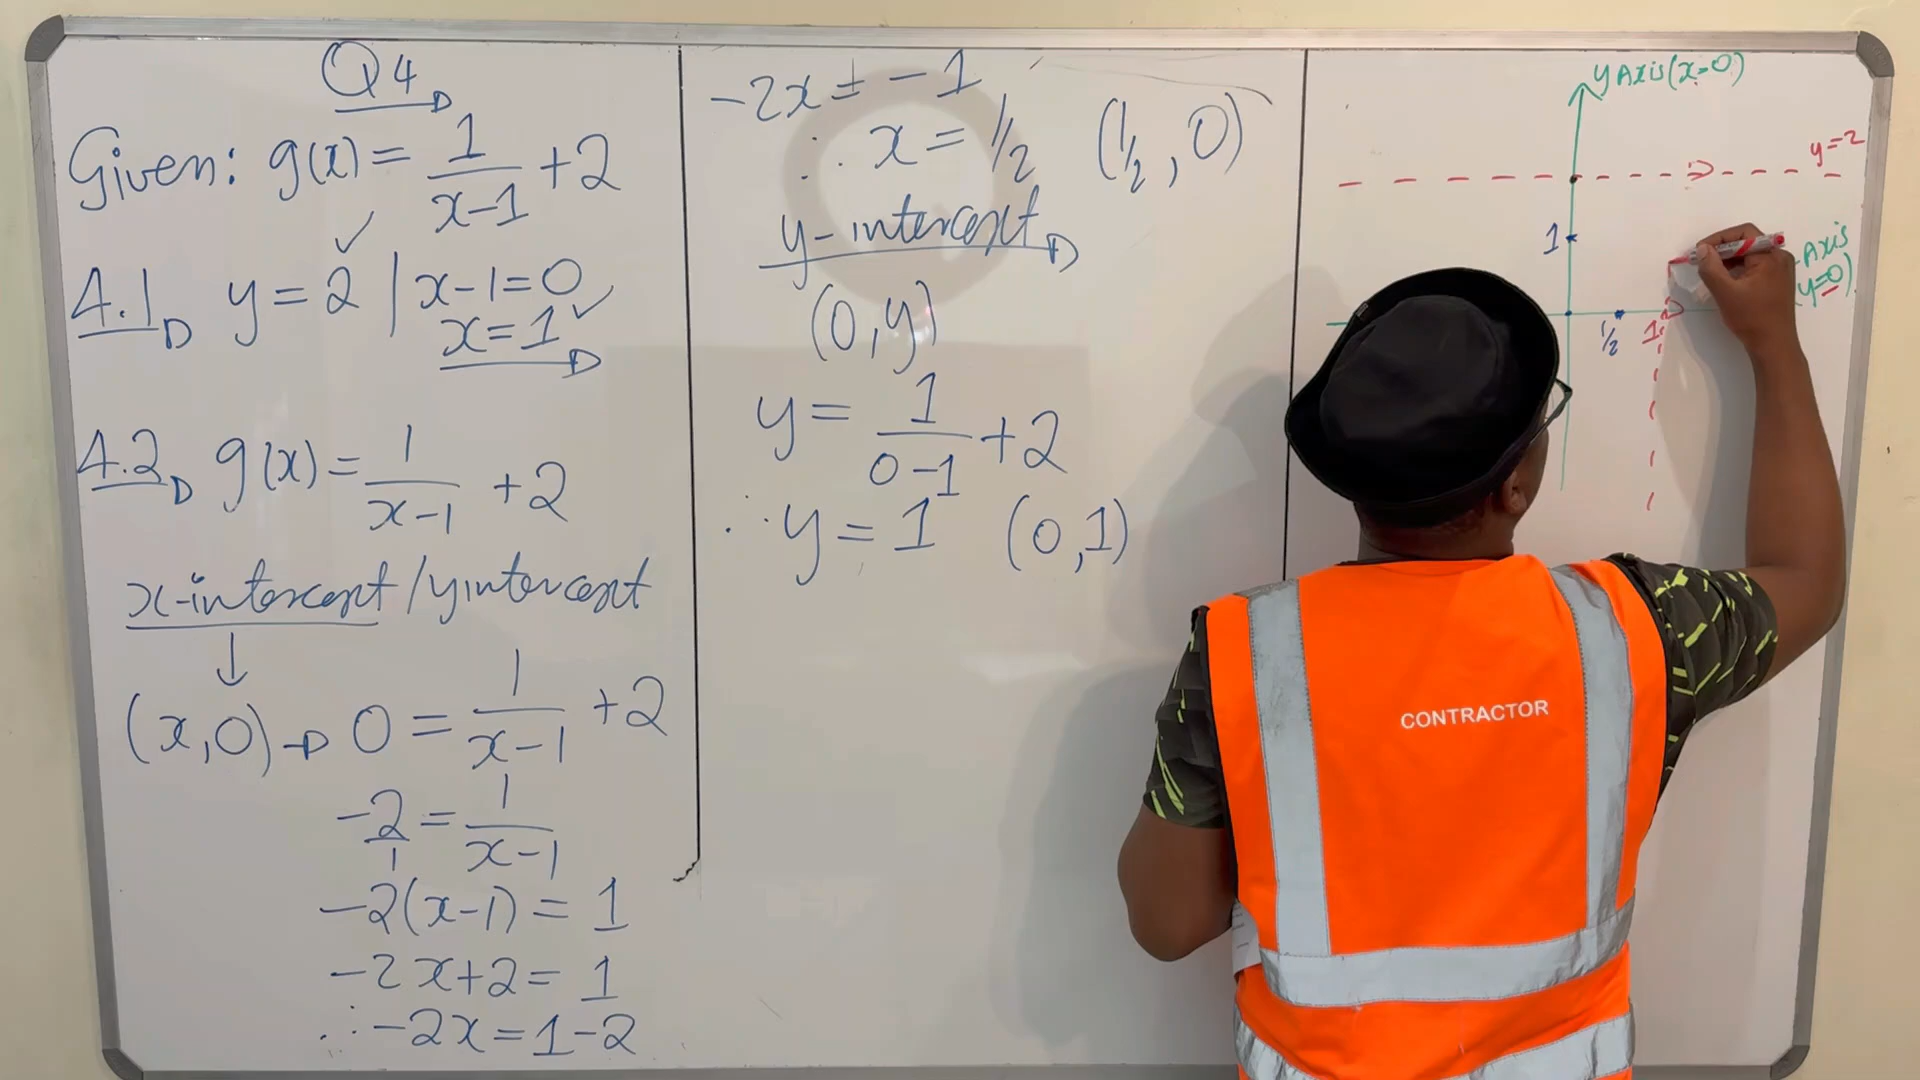 Q4
Given: g(x) = 1/(x-1) +2
4.1 y = 2 | x-1=0
x=1
4.2 g(x) = 1/(x-1) +2
x-intercept / y intercept
(x,0) → 0 = 1/(x-1) +2
-2/1 = 1/(x-1)
-2(x-1) = 1
-2x+2 = 1
∴ -2x = 1-2
-2x = -1
∴ x = 1/2 (1/2, 0)
y-intercept
(0,y)
y = 1/(0-1) +2
∴ y = 1 (0,1)
y Axis (x=0)
y=2
1
-Axis
(y=0)
1/2
1
CONTRACTOR